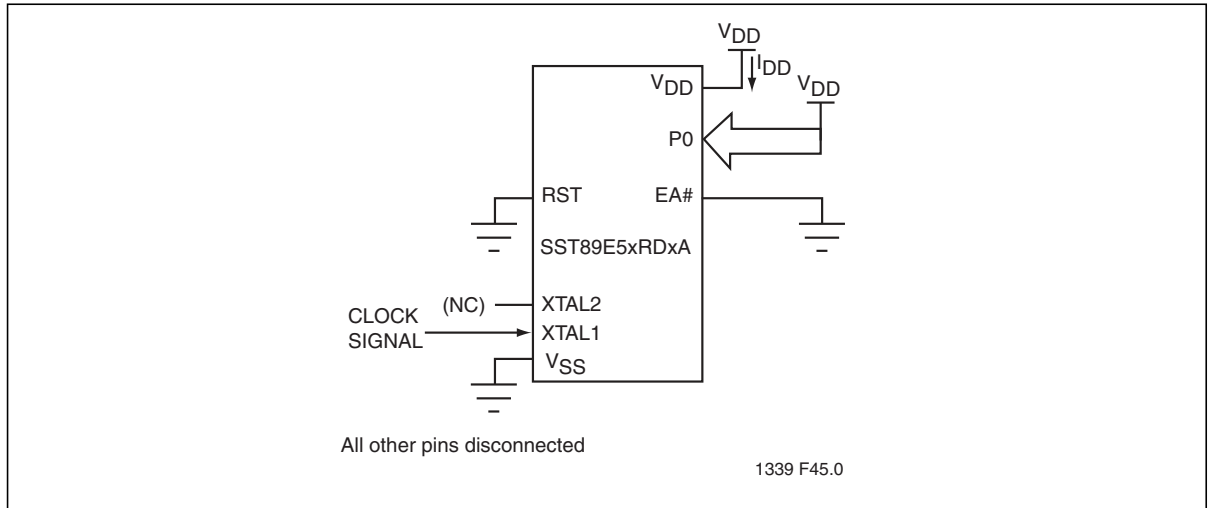 VDD
IDD
VDD
VDD
P0
RST
EA#
SST89E5xRDxA
(NC)
XTAL2
CLOCK
SIGNAL
XTAL1
VSS
All other pins disconnected
1339 F45.0